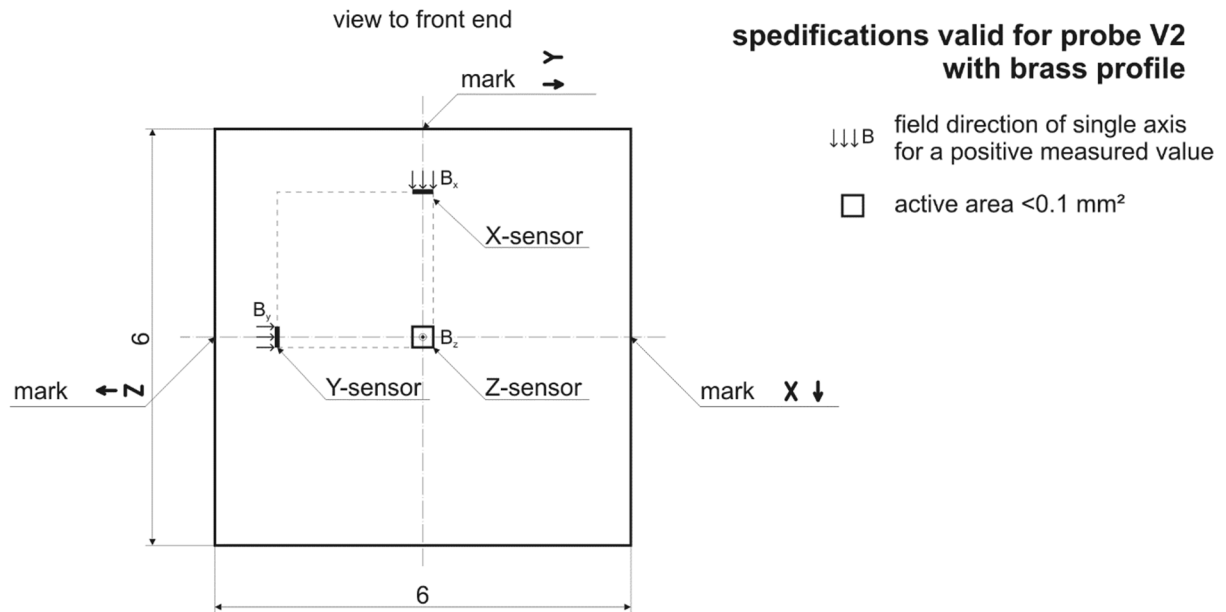 view to front end
spedifications valid for probe V2
with brass profile
mark → Y
↓↓↓B field direction of single axis
for a positive measured value
active area <0.1 mm²
Bx
X-sensor
By
Bz
6
mark ← Z
Y-sensor
Z-sensor
mark X ↓
6